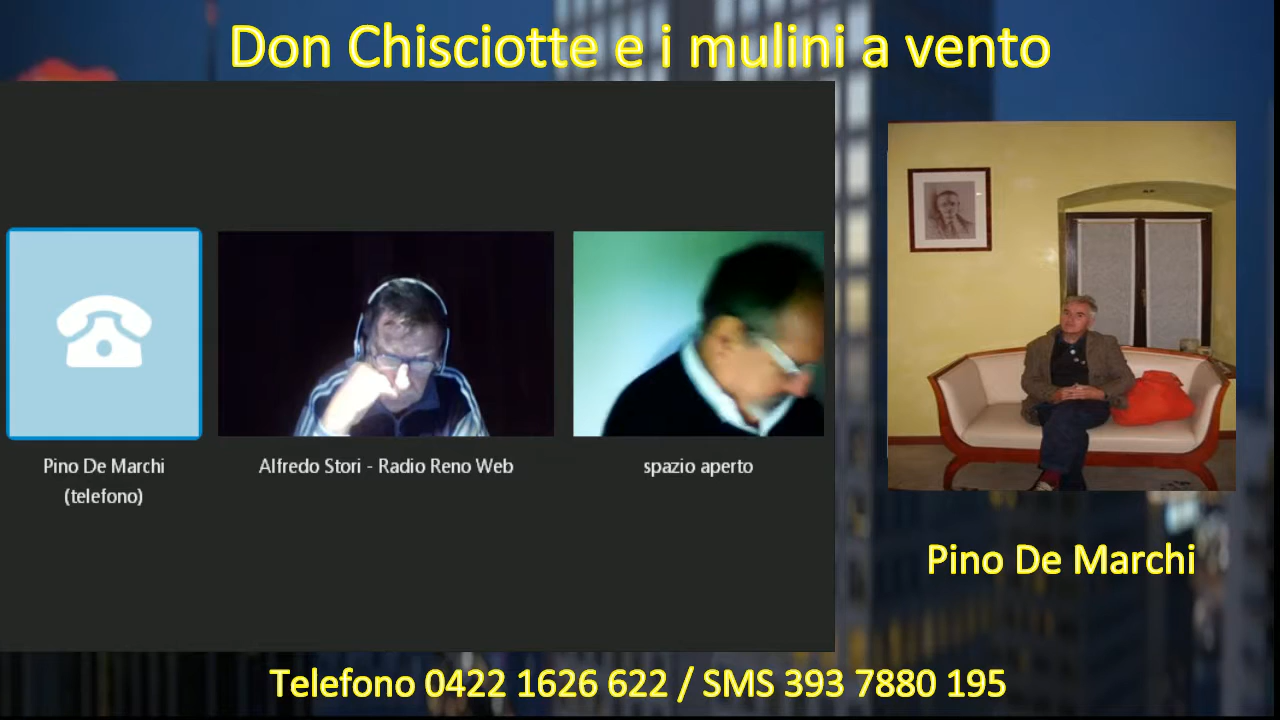 Don Chisciotte e i mulini a vento
Pino De Marchi
(telefono)
Alfredo Stori - Radio Reno Web
spazio aperto
Pino De Marchi
Telefono 0422 1626 622 / SMS 393 7880 195